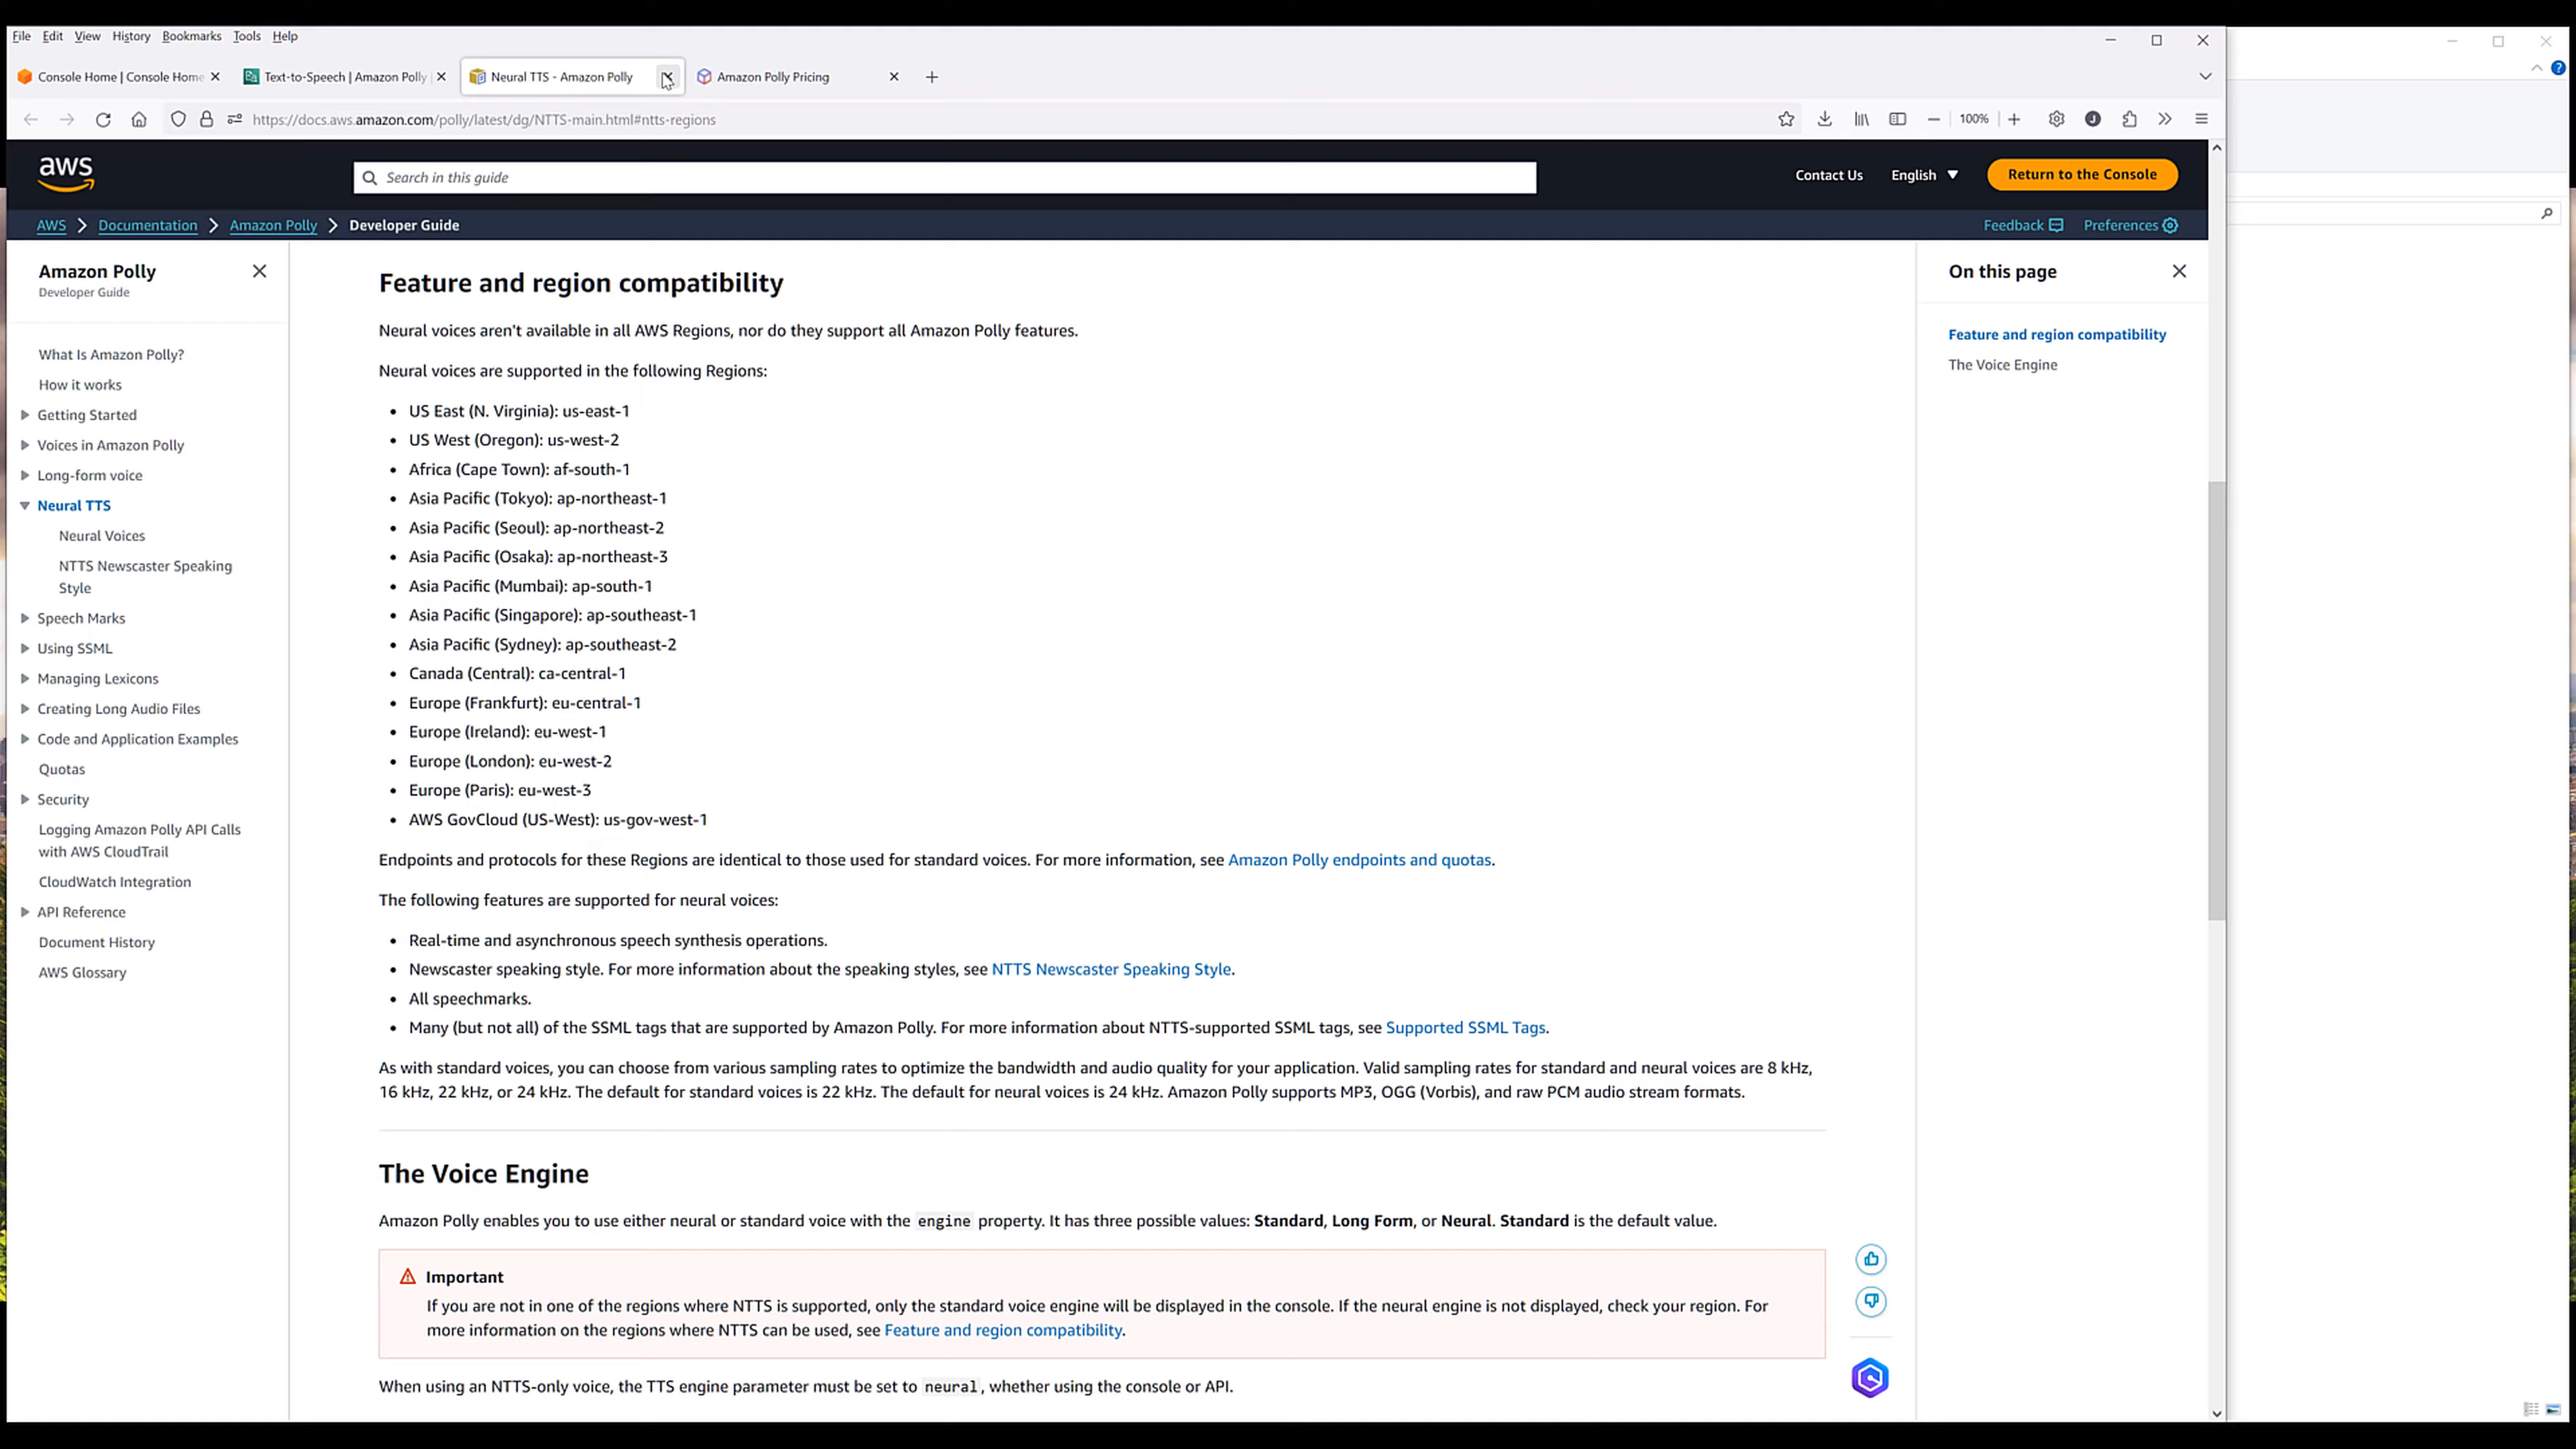 File Edit View History Bookmarks Tools Help
Console Home | Console Home
Text-to-Speech | Amazon Polly
Neural TTS - Amazon Polly
Amazon Polly Pricing
https://docs.aws.amazon.com/polly/latest/dg/NTTS-main.html#ntts-regions
100%
J
aws
Search in this guide
Contact Us
English
Return to the Console
AWS
Documentation
Amazon Polly
Developer Guide
Feedback
Preferences
Amazon Polly
Developer Guide
What Is Amazon Polly?
How it works
Getting Started
Voices in Amazon Polly
Long-form voice
Neural TTS
Neural Voices
NTTS Newscaster Speaking
Style
Speech Marks
Using SSML
Managing Lexicons
Creating Long Audio Files
Code and Application Examples
Quotas
Security
Logging Amazon Polly API Calls
with AWS CloudTrail
CloudWatch Integration
API Reference
Document History
AWS Glossary
Feature and region compatibility
Neural voices aren't available in all AWS Regions, nor do they support all Amazon Polly features.
Neural voices are supported in the following Regions:
• US East (N. Virginia): us-east-1
• US West (Oregon): us-west-2
• Africa (Cape Town): af-south-1
• Asia Pacific (Tokyo): ap-northeast-1
• Asia Pacific (Seoul): ap-northeast-2
• Asia Pacific (Osaka): ap-northeast-3
• Asia Pacific (Mumbai): ap-south-1
• Asia Pacific (Singapore): ap-southeast-1
• Asia Pacific (Sydney): ap-southeast-2
• Canada (Central): ca-central-1
• Europe (Frankfurt): eu-central-1
• Europe (Ireland): eu-west-1
• Europe (London): eu-west-2
• Europe (Paris): eu-west-3
• AWS GovCloud (US-West): us-gov-west-1
Endpoints and protocols for these Regions are identical to those used for standard voices. For more information, see Amazon Polly endpoints and quotas.
The following features are supported for neural voices:
• Real-time and asynchronous speech synthesis operations.
• Newscaster speaking style. For more information about the speaking styles, see NTTS Newscaster Speaking Style.
• All speechmarks.
• Many (but not all) of the SSML tags that are supported by Amazon Polly. For more information about NTTS-supported SSML tags, see Supported SSML Tags.
As with standard voices, you can choose from various sampling rates to optimize the bandwidth and audio quality for your application. Valid sampling rates for standard and neural voices are 8 kHz,
16 kHz, 22 kHz, or 24 kHz. The default for standard voices is 22 kHz. The default for neural voices is 24 kHz. Amazon Polly supports MP3, OGG (Vorbis), and raw PCM audio stream formats.
The Voice Engine
Amazon Polly enables you to use either neural or standard voice with the engine property. It has three possible values: Standard, Long Form, or Neural. Standard is the default value.
Important
If you are not in one of the regions where NTTS is supported, only the standard voice engine will be displayed in the console. If the neural engine is not displayed, check your region. For
more information on the regions where NTTS can be used, see Feature and region compatibility.
When using an NTTS-only voice, the TTS engine parameter must be set to neural, whether using the console or API.
On this page
Feature and region compatibility
The Voice Engine